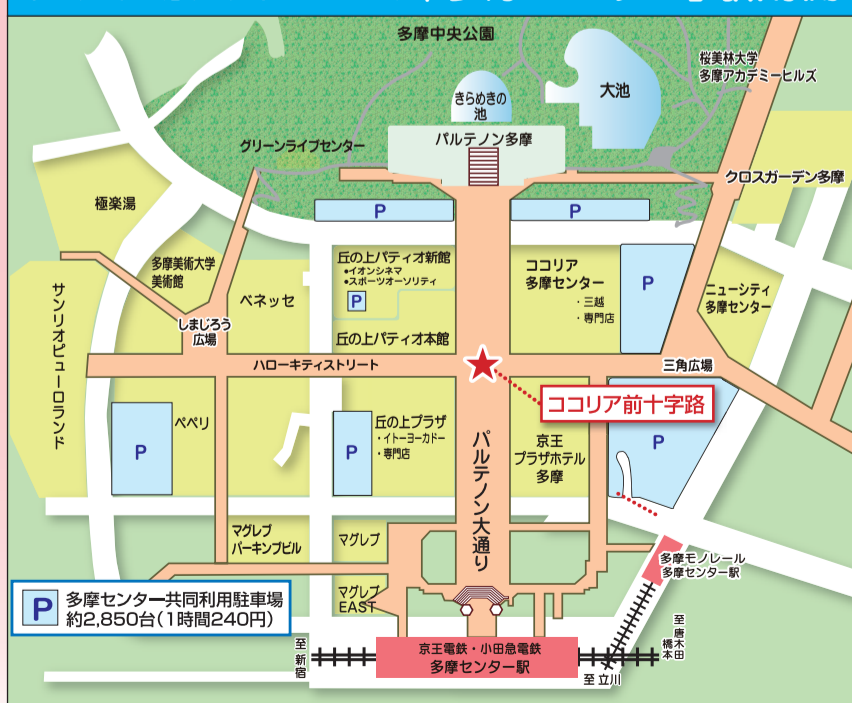 多摩中央公園
桜美林大学
多摩アカデミーヒルズ
きらめきの
池
大池
グリーンライブセンター
パルテノン多摩
クロスガーデン多摩
極楽湯
P
P
多摩美術大学
美術館
丘の上パティオ新館
●イオンシネマ
●スポーツオーソリティ
P
ココリア
多摩センター
・三越
・専門店
P
ニューシティ
多摩センター
サンリオピューロランド
ベネッセ
しまじろう
広場
丘の上パティオ本館
ハローキティストリート
三角広場
ココリア前十字路
ペペリ
P
丘の上プラザ
・イトーヨーカドー
・専門店
P
パルテノン大通り
京王
プラザホテル
多摩
P
マグレブ
パーキングビル
マグレブ
マグレブ
EAST
多摩モノレール
多摩センター駅
P 多摩センター共同利用駐車場
約2,850台(1時間240円)
至新宿
京王電鉄・小田急電鉄
多摩センター駅
至唐木田
橋本
至立川